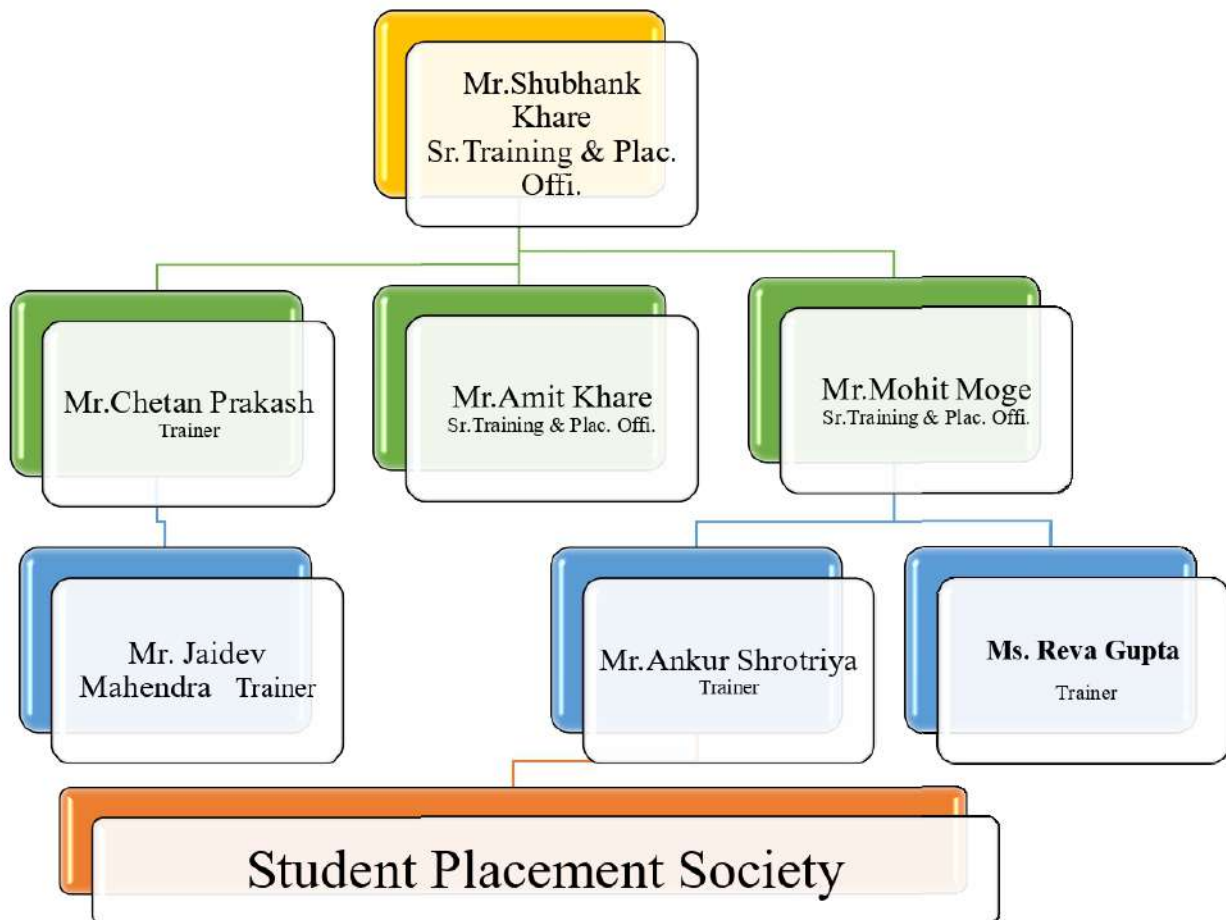 Mr.Shubhank
Khare
Sr.Training & Plac.
Offi.
Mr.Chetan Prakash
Trainer
Mr.Amit Khare
Sr.Training & Plac. Offi.
Mr.Mohit Moge
Sr.Training & Plac. Offi.
Mr. Jaidev
Mahendra Trainer
Mr.Ankur Shrotriya
Trainer
Ms. Reva Gupta
Trainer
Student Placement Society